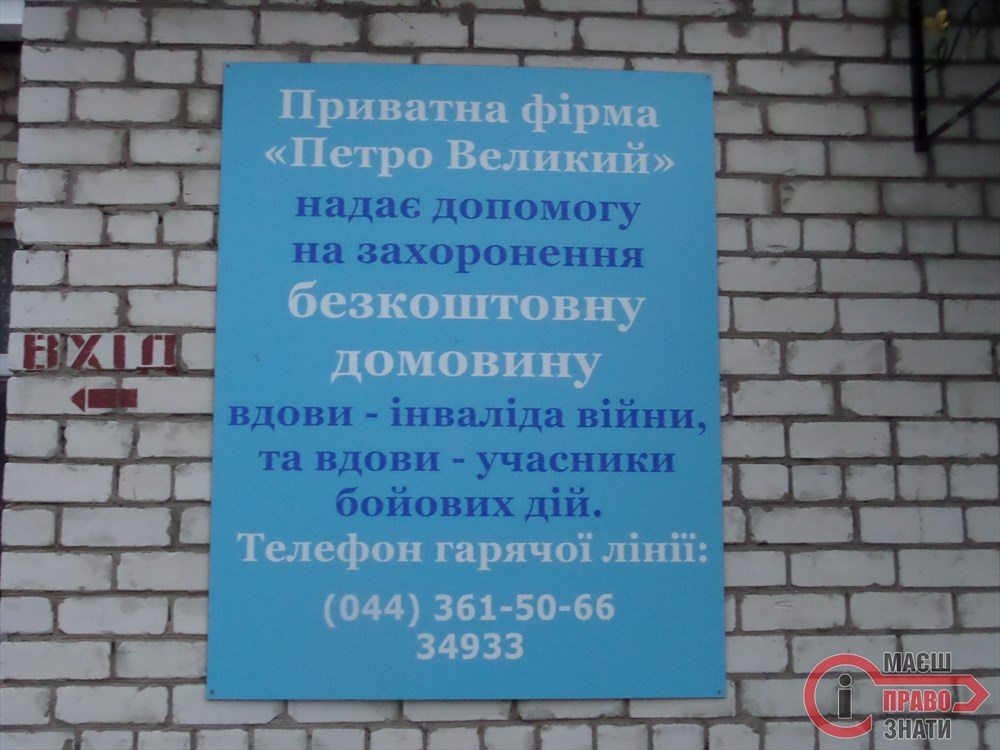 Приватна фірма
«Петро Великий»
надає допомогу
на захоронення
безкоштовну
домовину
вдови - інваліда війни,
та вдови - учасники
бойових дій.
Телефон гарячої лінії:
(044) 361-50-66
34933
ВХІД
МАЄШ
ПРАВО
ЗНАТИ